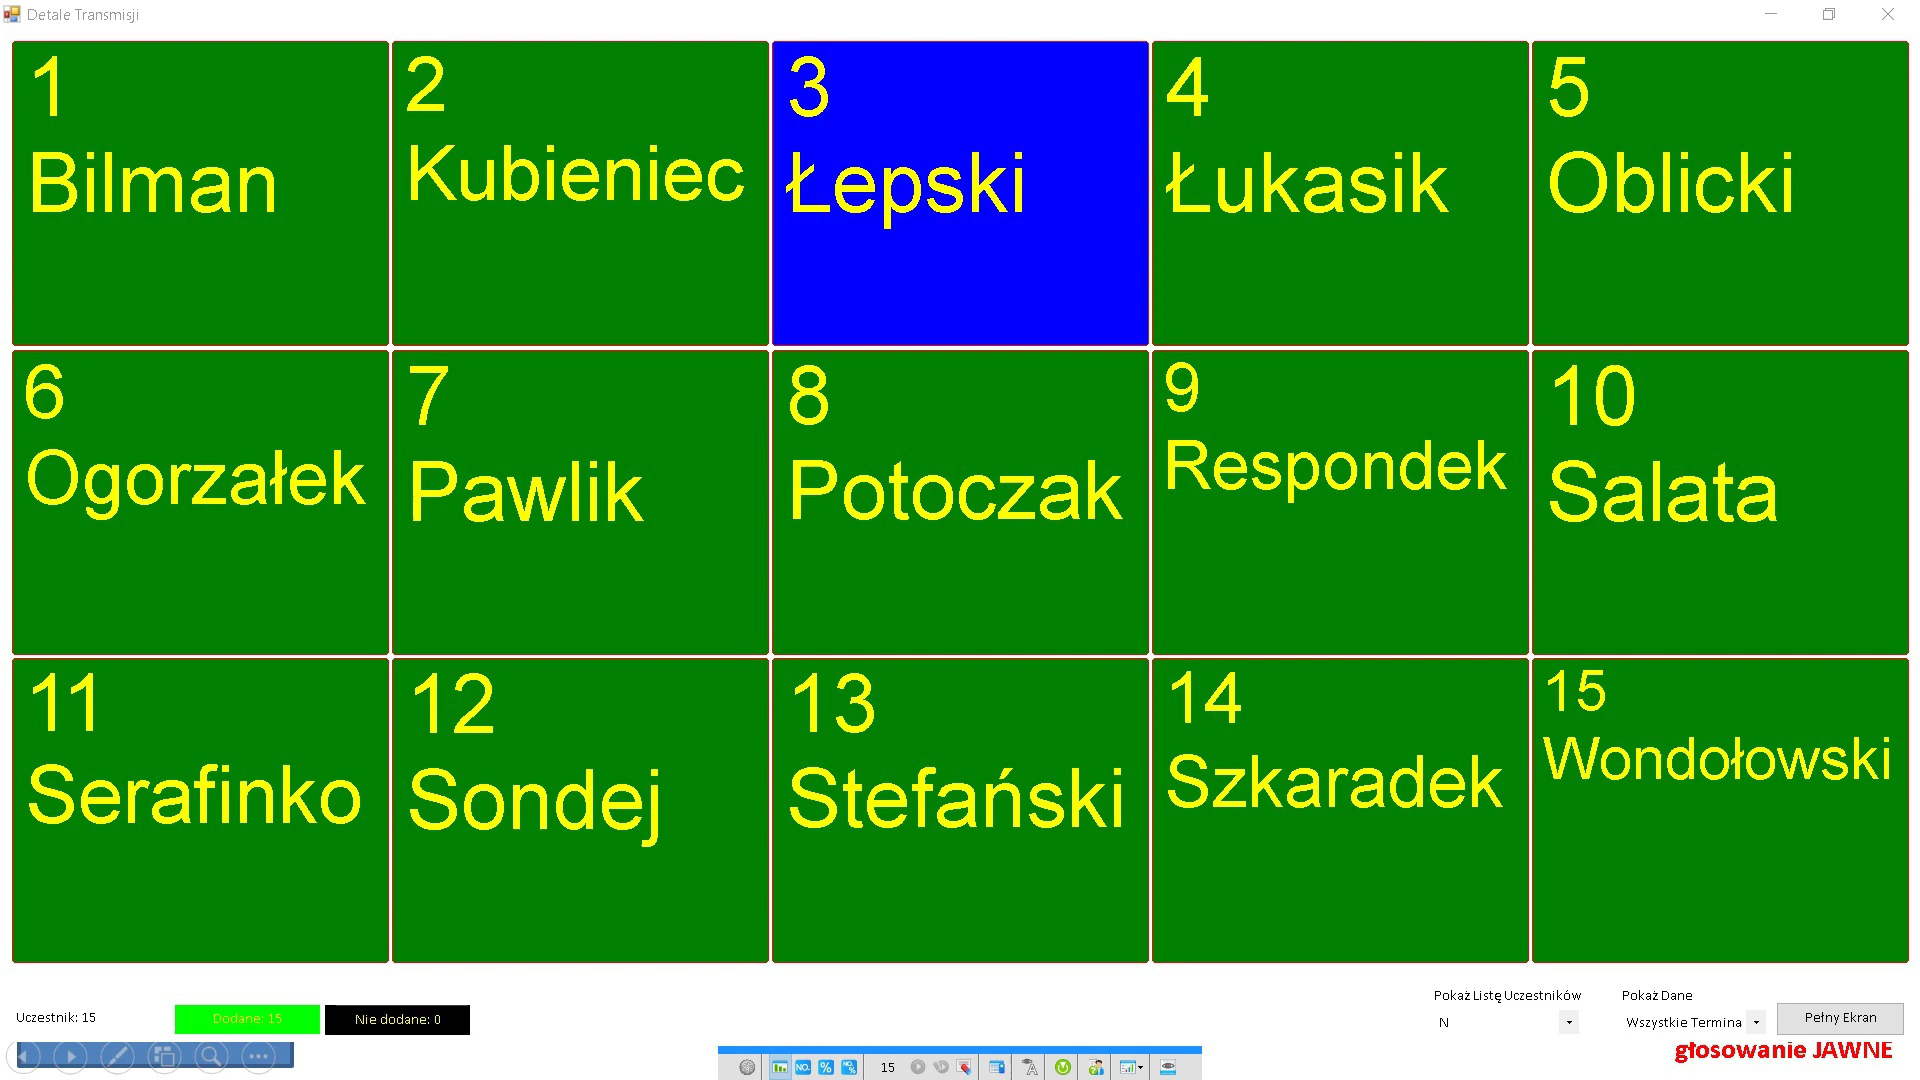 Detale Transmisji
1
Bilman
2
Kubieniec
3
Łepski
4
Łukasik
5
Oblicki
6
Ogorzałek
7
Pawlik
8
Potoczak
9
Respondek
10
Salata
11
Serafinko
12
Sondej
13
Stefański
14
Szkaradek
15
Wondołowski
Uczestnik: 15
Dodane: 15
Nie dodane: 0
Pokaż Listę Uczestników
N
Pokaż Dane
Wszystkie Termina
Pełny Ekran
głosowanie JAWNE
NO.
%
NO.
%
15